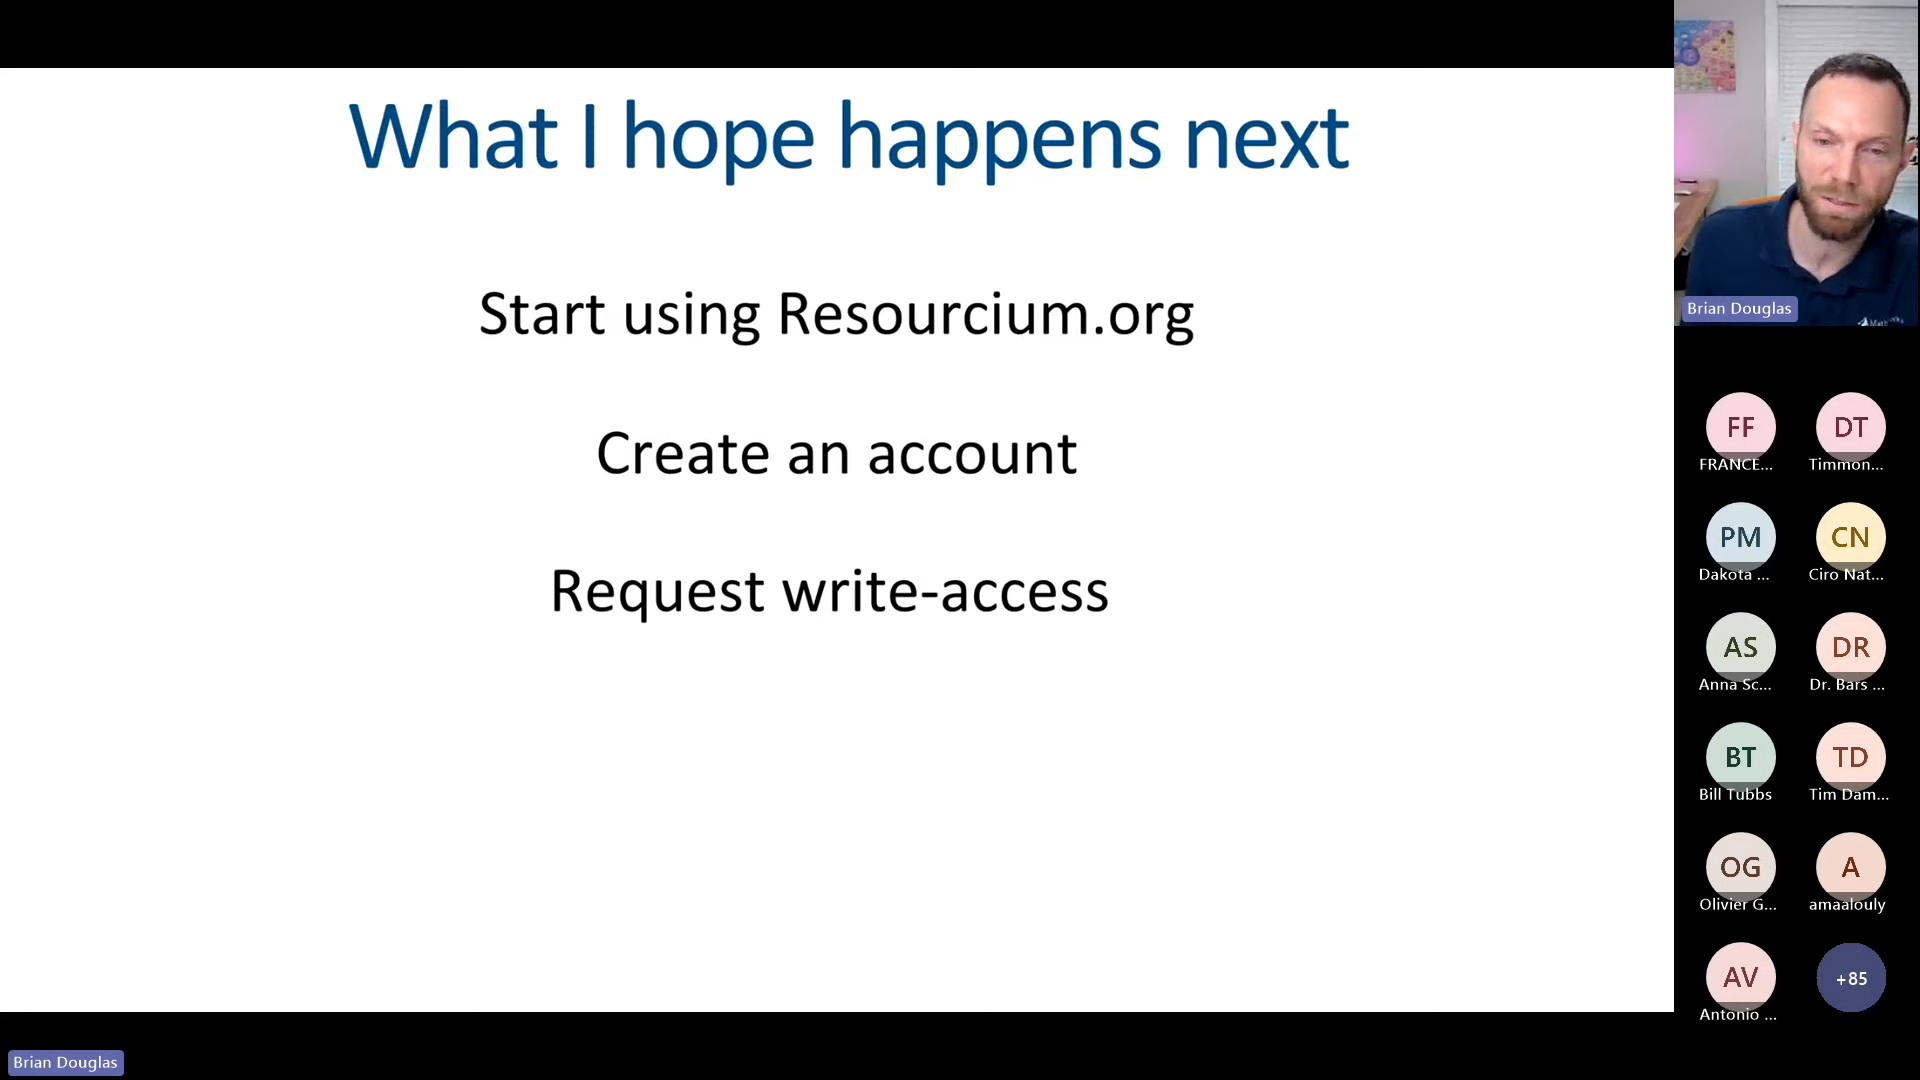 What I hope happens next
Start using Resourcium.org
Create an account
Request write-access
Brian Douglas
FF
FRANCE...
DT
Timmon...
PM
Dakota ...
CN
Ciro Nat...
AS
Anna Sc...
DR
Dr. Bars ...
BT
Bill Tubbs
TD
Tim Dam...
OG
Olivier G...
A
amaalouly
AV
Antonio ...
+85
Brian Douglas